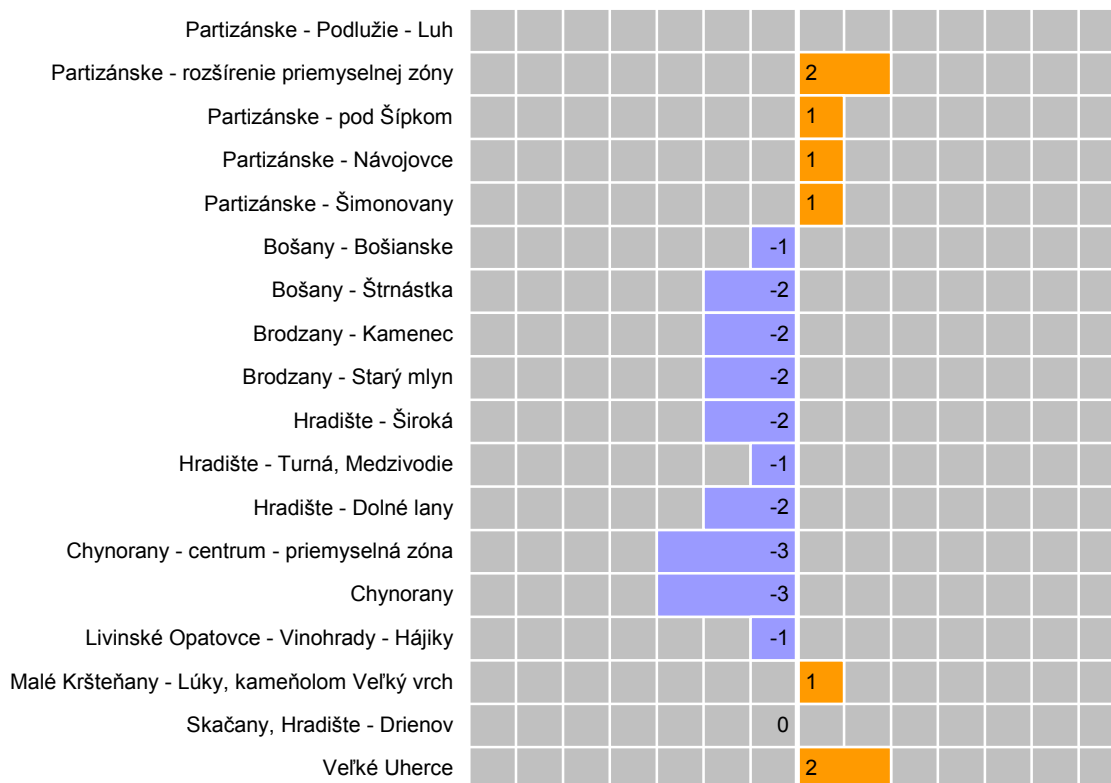 Partizánske - Podlužie - Luh
Partizánske - rozšírenie priemyselnej zóny 2
Partizánske - pod Šípkom 1
Partizánske - Návojovce 1
Partizánske - Šimonovany 1
Bošany - Bošianske -1
Bošany - Štrnástka -2
Brodzany - Kamenec -2
Brodzany - Starý mlyn -2
Hradište - Široká -2
Hradište - Turná, Medzivodie -1
Hradište - Dolné lany -2
Chynorany - centrum - priemyselná zóna -3
Chynorany -3
Livinské Opatovce - Vinohrady - Hájiky -1
Malé Kršteňany - Lúky, kameňolom Veľký vrch 1
Skačany, Hradište - Drienov 0
Veľké Uherce 2